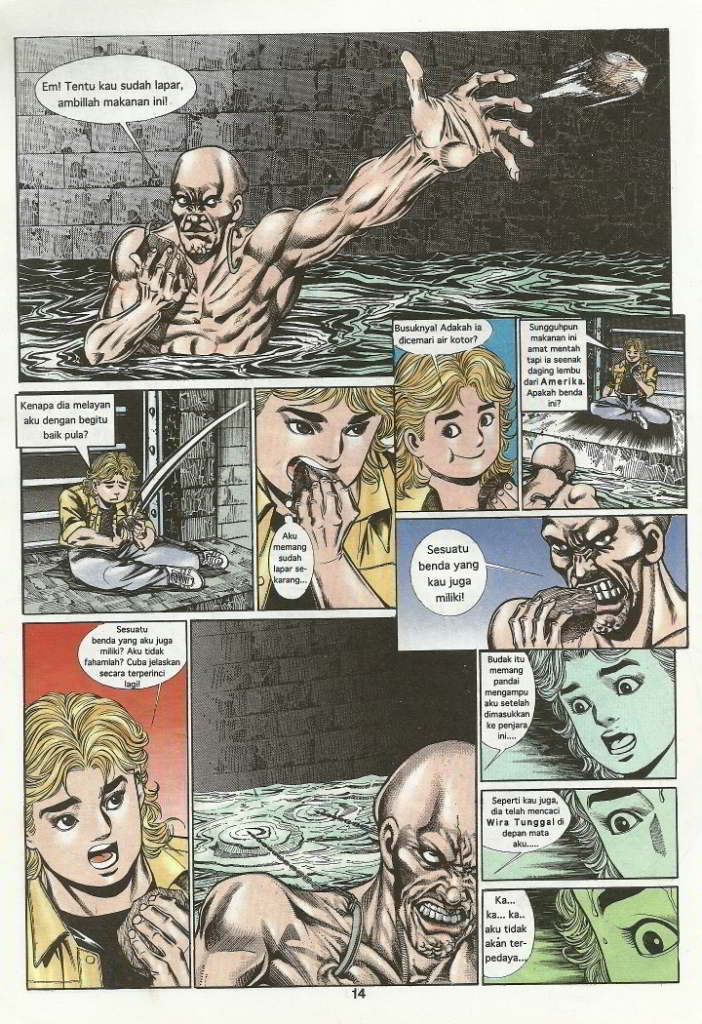 Em! Tentu kau sudah lapar,
ambillah makanan ini!
Kenapa dia melayan
aku dengan begitu
baik pula?
Aku
memang
sudah
lapar se-
karang...
Busuknya! Adakah ia
dicemari air kotor?
Sungguhpun
makanan ini
amat mentah
tapi ia seenak
daging lembu
dari Amerika.
Apakah benda
ini?
Sesuatu
benda yang
kau juga
miliki!
Sesuatu
benda yang aku juga
miliki? Aku tidak
fahamlah? Cuba jelaskan
secara terperinci
lagi!
Budak itu
memang
pandai
mengampu
aku setelah
dimasukkan
ke penjara
ini....
Seperti kau juga,
dia telah mencaci
Wira Tunggal di
depan mata
aku.....
Ka...
ka... ka..
aku tidak
akan ter-
pedaya...
14